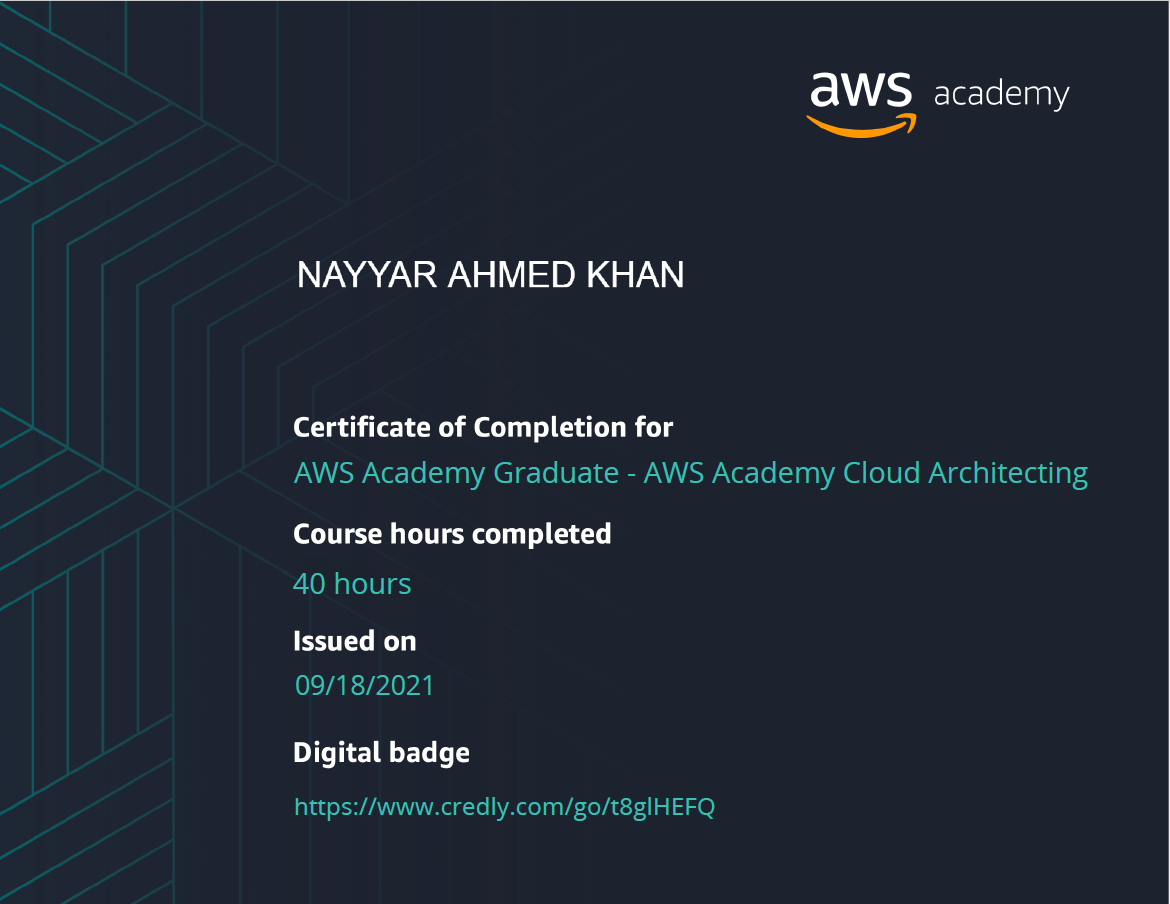 aws academy
NAYYAR AHMED KHAN
Certificate of Completion for
AWS Academy Graduate - AWS Academy Cloud Architecting
Course hours completed
40 hours
Issued on
09/18/2021
Digital badge
https://www.credly.com/go/t8glHEFQ